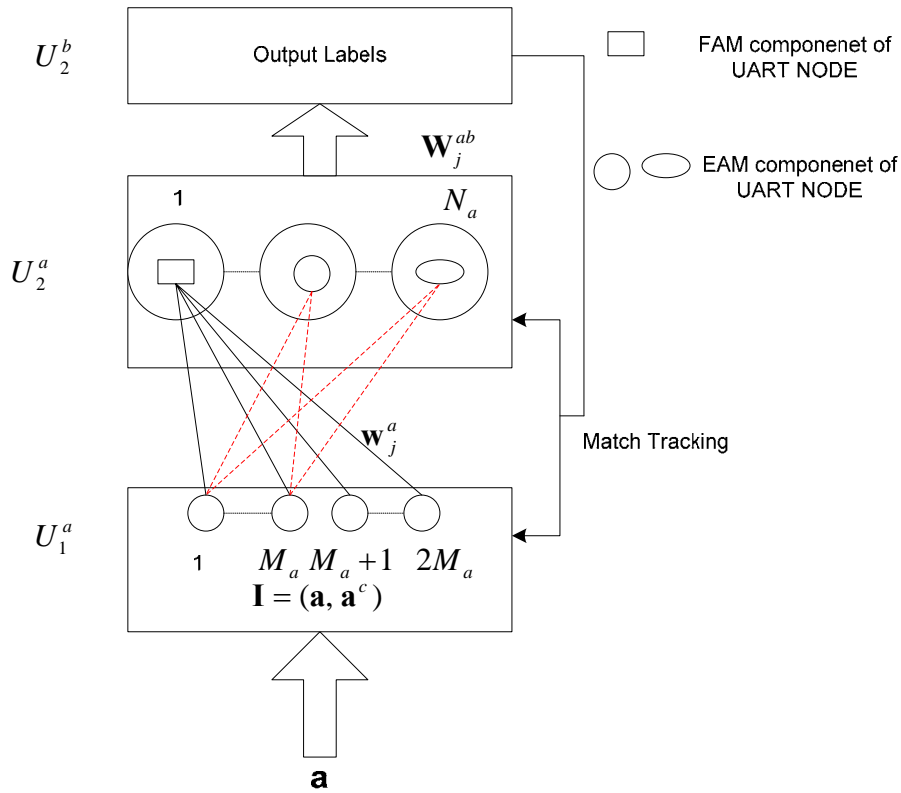 U_2^b
Output Labels
FAM componenet of
UART NODE
W_j^{ab}
EAM componenet of
UART NODE
1
N_a
U_2^a
w_j^a
Match Tracking
U_1^a
1 M_a M_a +1 2M_a
I = (a, a^c)
a